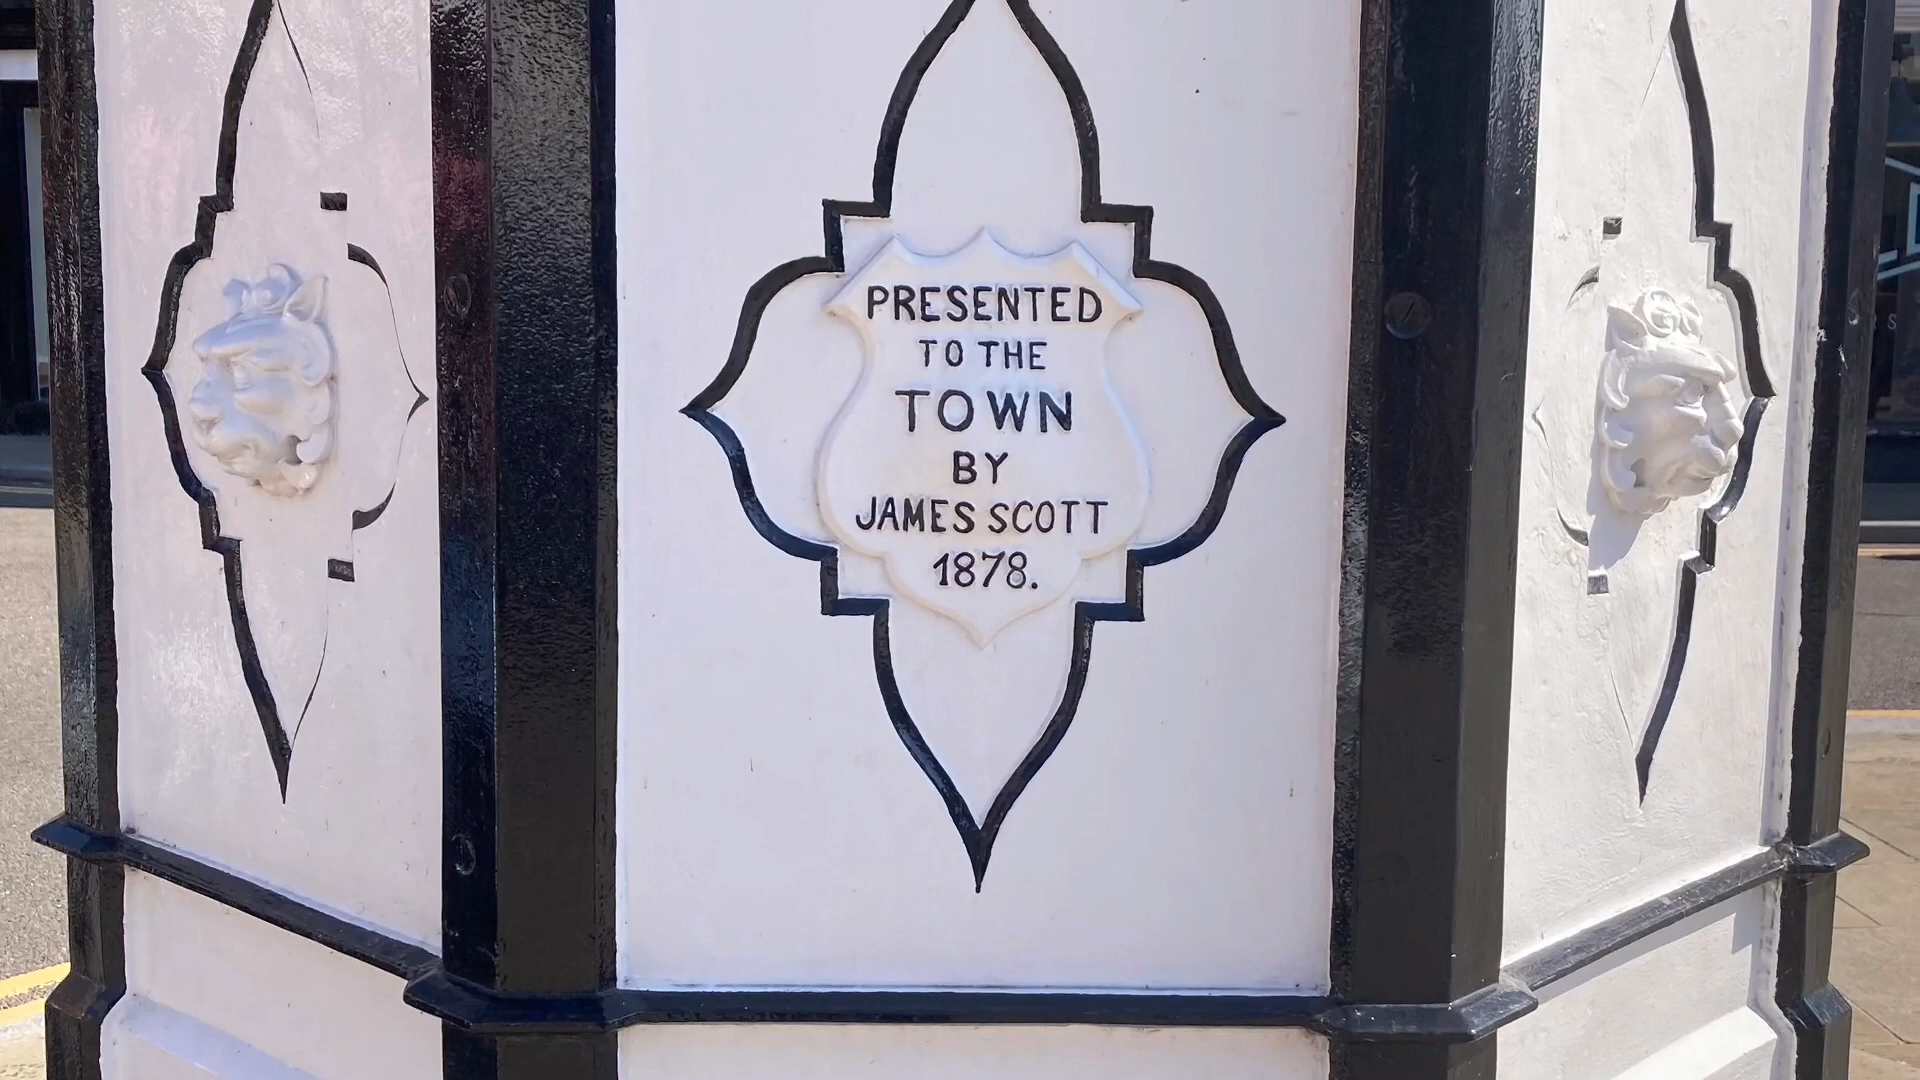 PRESENTED
TO THE
TOWN
BY
JAMES SCOTT
1878.